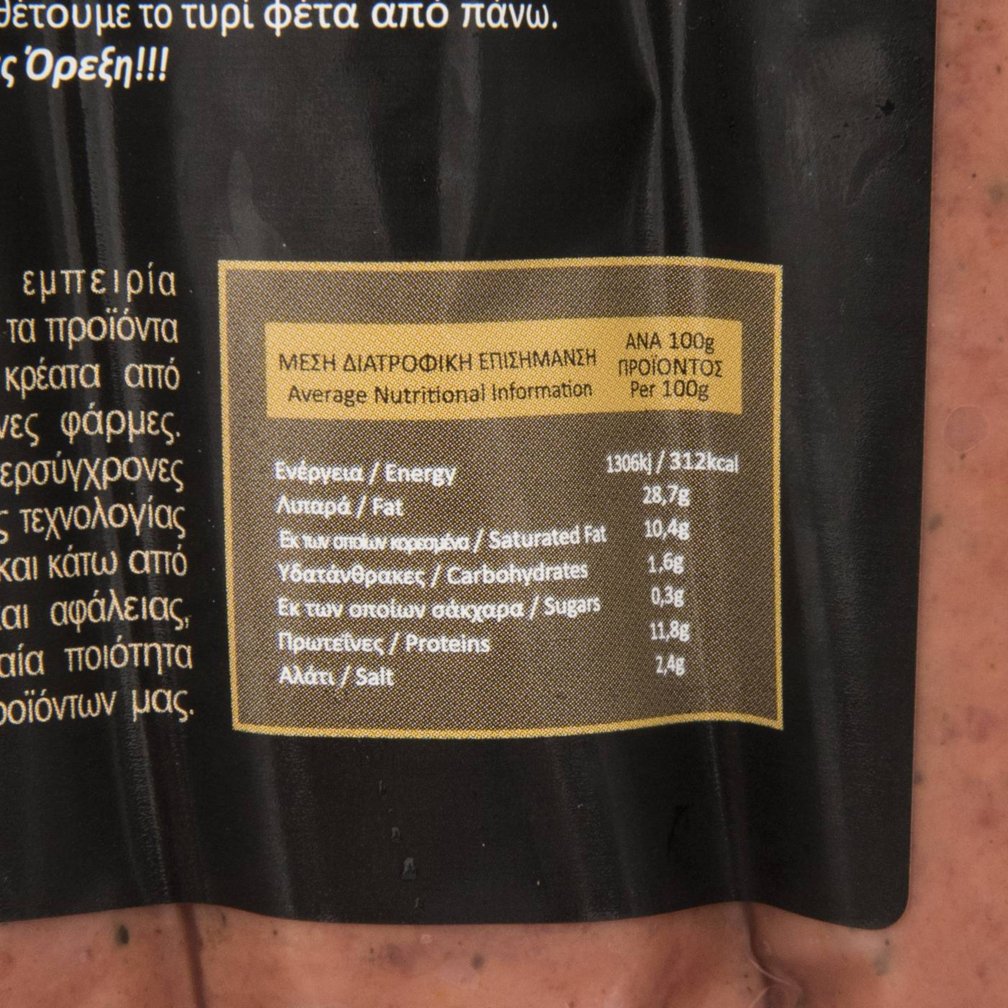 θέτουμε το τυρί φέτα από πάνω.
ς Όρεξη!!!
εμπειρία
τα προϊόντα
κρέατα από
νες φάρμες.
ερσύγχρονες
ς τεχνολογίας
και κάτω από
αι αφάλειας,
αία ποιότητα
ροϊόντων μας.
ΜΕΣΗ ΔΙΑΤΡΟΦΙΚΗ ΕΠΙΣΗΜΑΝΣΗ
Average Nutritional Information
ΑΝΑ 100g
ΠΡΟΪΟΝΤΟΣ
Per 100g
Ενέργεια / Energy 1306kj / 312kcal
Λιπαρά / Fat 28,7g
Εκ των οποίων κορεσμένα / Saturated Fat 10,4g
Υδατάνθρακες / Carbohydrates 1.6g
Εκ των οποίων σάκχαρα / Sugars 0,3g
Πρωτεΐνες / Proteins 11,8g
Αλάτι / Salt 2,4g